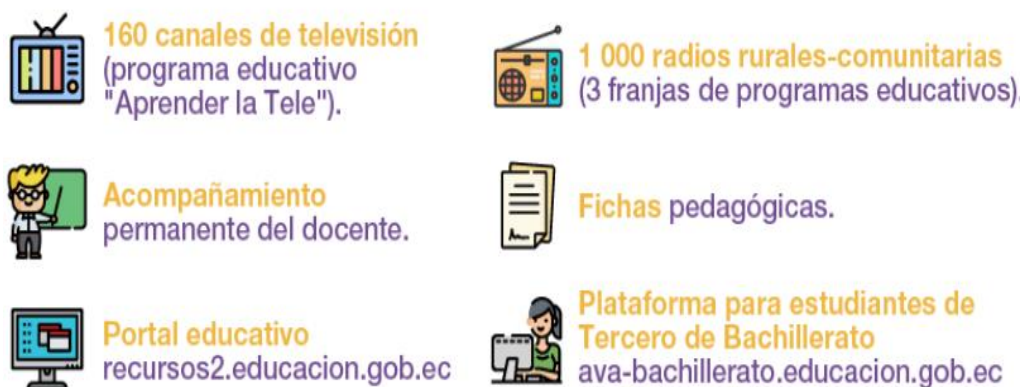 160 canales de televisión
(programa educativo
"Aprender la Tele").
1 000 radios rurales-comunitarias
(3 franjas de programas educativos).
Acompañamiento
permanente del docente.
Fichas pedagógicas.
Portal educativo
recursos2.educacion.gob.ec
Plataforma para estudiantes de
Tercero de Bachillerato
ava-bachillerato.educacion.gob.ec